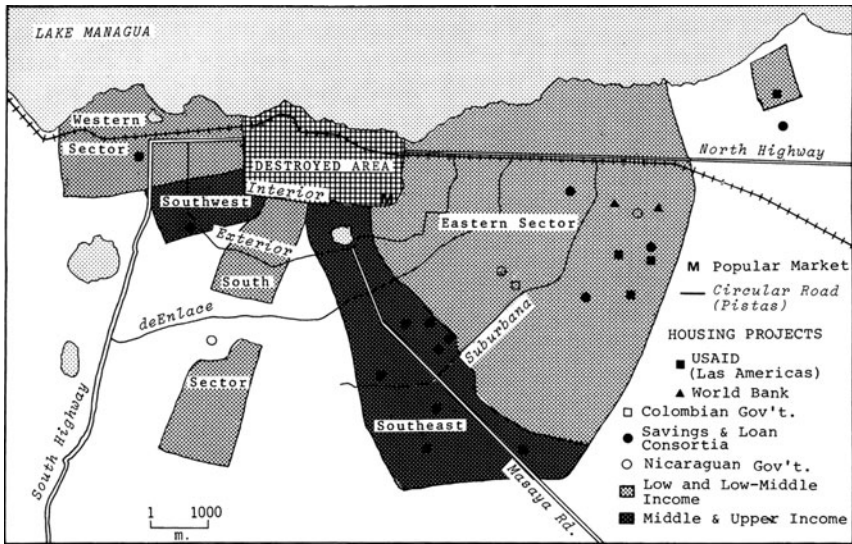 LAKE MANAGUA
Western
Sector
DESTROYED AREA
Interior
M
Southwest
Exterior
South
deEnlace
Sector
South Highway
Eastern Sector
Suburbana
Southeast
Masaya Rd.
North Highway
M Popular Market
Circular Road
(Pistas)
HOUSING PROJECTS
USAID
(Las Americas)
World Bank
Colombian Gov't.
Savings & Loan
Consortia
Nicaraguan Gov't.
Low and Low-Middle
Income
Middle & Upper Income
1 1000
m.